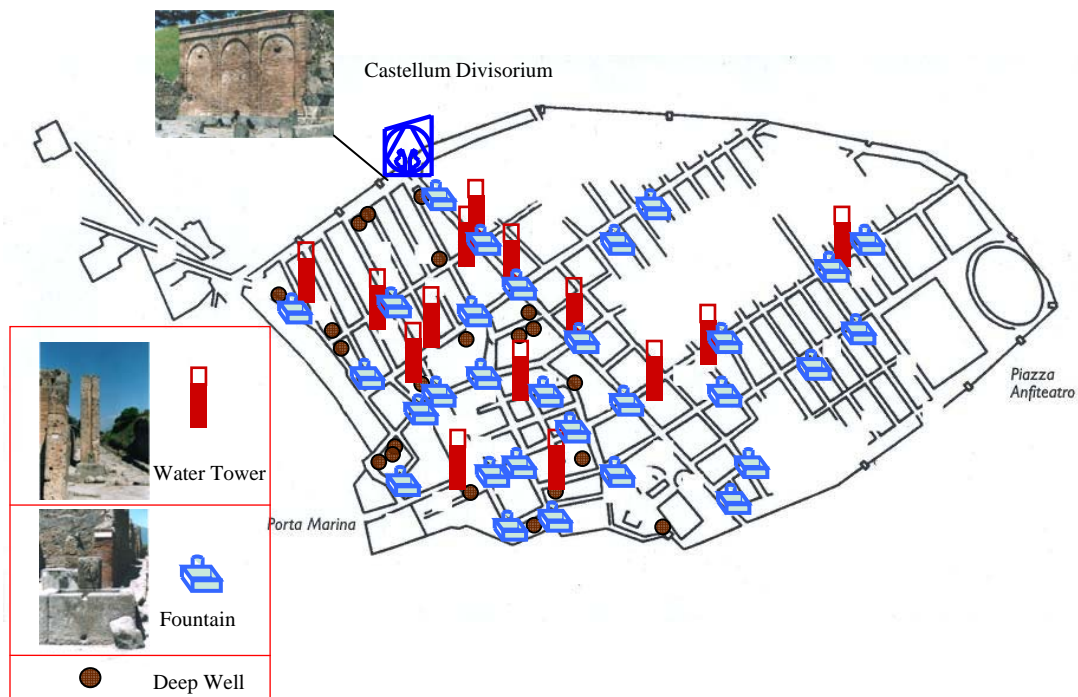 Castellum Divisorium
Piazza
Anfiteatro
Water Tower
Porta Marina
Fountain
Deep Well